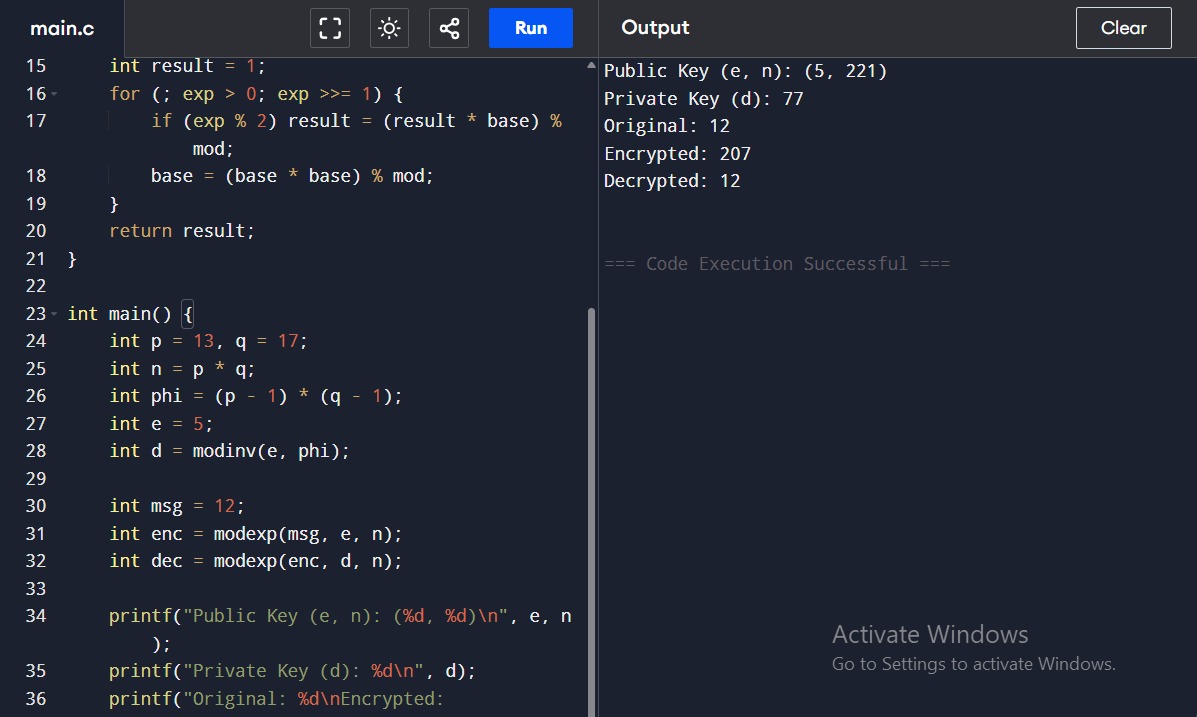 main.c
Run
Output
Clear
15 int result = 1;
16 for (; exp > 0; exp >>= 1) {
17 if (exp % 2) result = (result * base) %
mod;
18 base = (base * base) % mod;
19 }
20 return result;
21 }
22
23 int main() {
24 int p = 13, q = 17;
25 int n = p * q;
26 int phi = (p - 1) * (q - 1);
27 int e = 5;
28 int d = modinv(e, phi);
29
30 int msg = 12;
31 int enc = modexp(msg, e, n);
32 int dec = modexp(enc, d, n);
33
34 printf("Public Key (e, n): (%d, %d)\n", e, n
);
35 printf("Private Key (d): %d\n", d);
36 printf("Original: %d\nEncrypted:
Public Key (e, n): (5, 221)
Private Key (d): 77
Original: 12
Encrypted: 207
Decrypted: 12
=== Code Execution Successful ===
Activate Windows
Go to Settings to activate Windows.